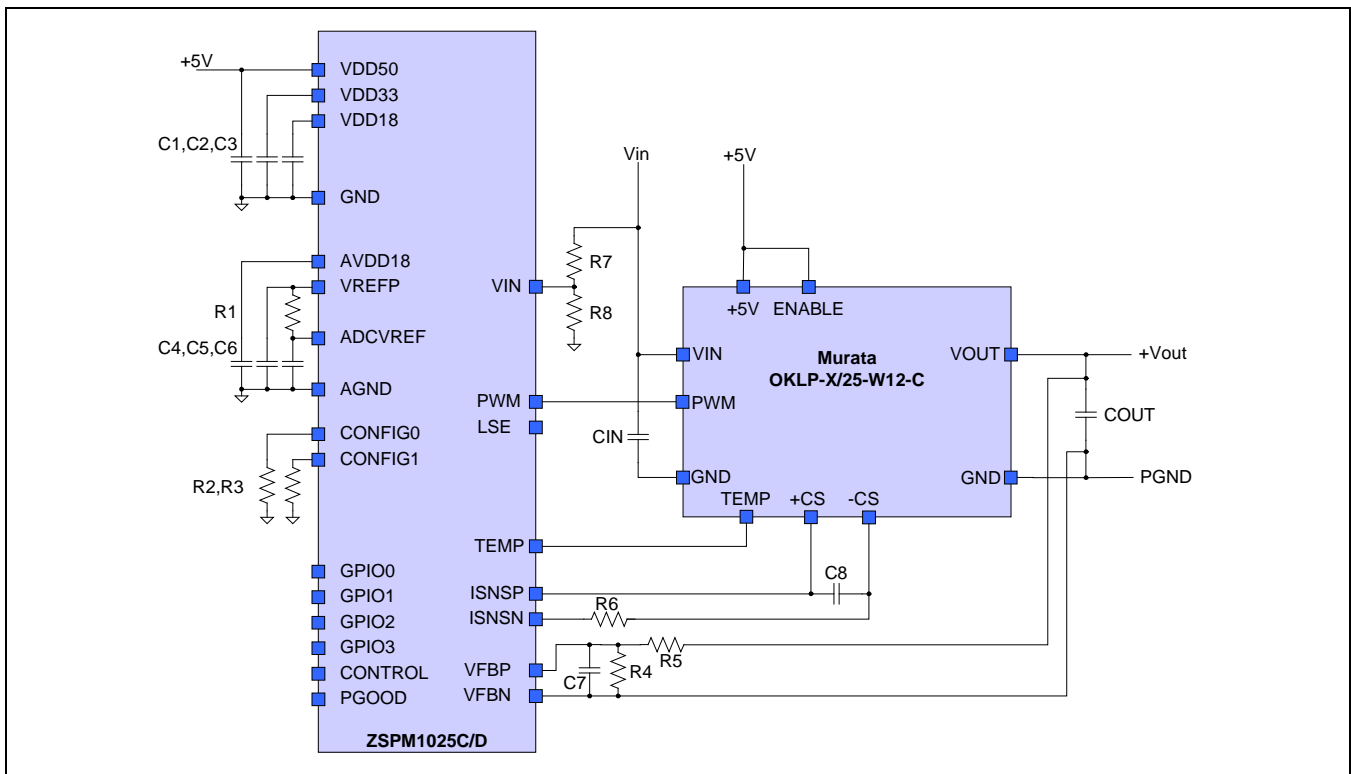 +5V
VDD50
VDD33
VDD18
C1,C2,C3
GND
AVDD18
VREFP
R1
ADCVREF
C4,C5,C6
AGND
CONFIG0
CONFIG1
R2,R3
GPIO0
GPIO1
GPIO2
GPIO3
CONTROL
PGOOD
VIN
PWM
LSE
TEMP
ISNSP
ISNSN
VFBP
VFBN
ZSPM1025C/D
Vin
+5V
R7
R8
CIN
+5V
ENABLE
VIN
Murata
OKLP-X/25-W12-C
VOUT
+Vout
PWM
COUT
GND
GND
PGND
TEMP
+CS
-CS
C8
R6
R5
C7
R4